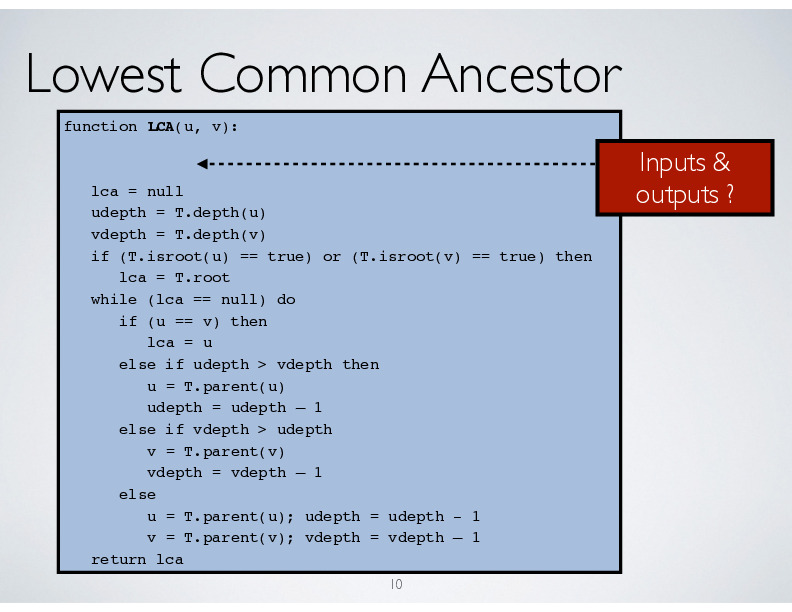 Lowest Common Ancestor
function LCA(u, v):
Inputs &
outputs ?
lca = null
udepth = T.depth(u)
vdepth = T.depth(v)
if (T.isroot(u) == true) or (T.isroot(v) == true) then
lca = T.root
while (lca == null) do
if (u == v) then
lca = u
else if udepth > vdepth then
u = T.parent(u)
udepth = udepth – 1
else if vdepth > udepth
v = T.parent(v)
vdepth = vdepth – 1
else
u = T.parent(u); udepth = udepth - 1
v = T.parent(v); vdepth = vdepth – 1
return lca
10